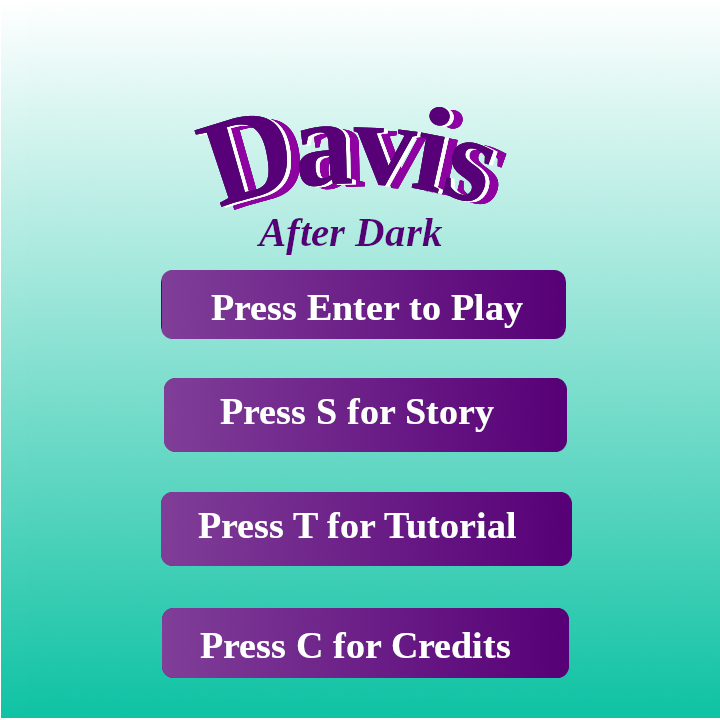 Davis
After Dark
Press Enter to Play
Press S for Story
Press T for Tutorial
Press C for Credits